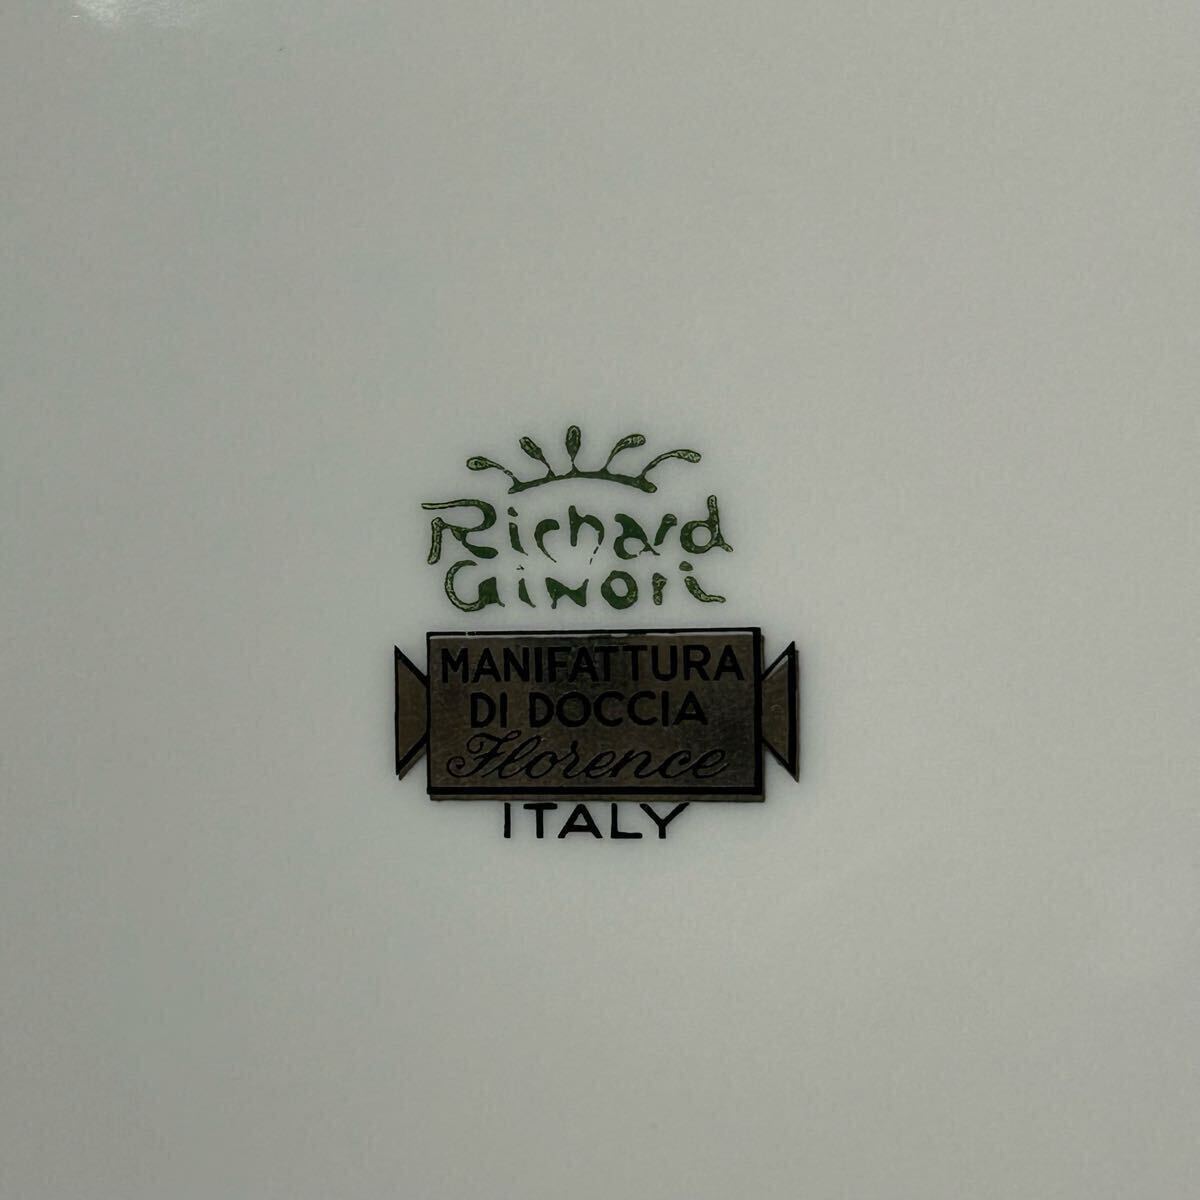 Richard
GINORI
MANIFATTURA
DI DOCCIA
Florence
ITALY